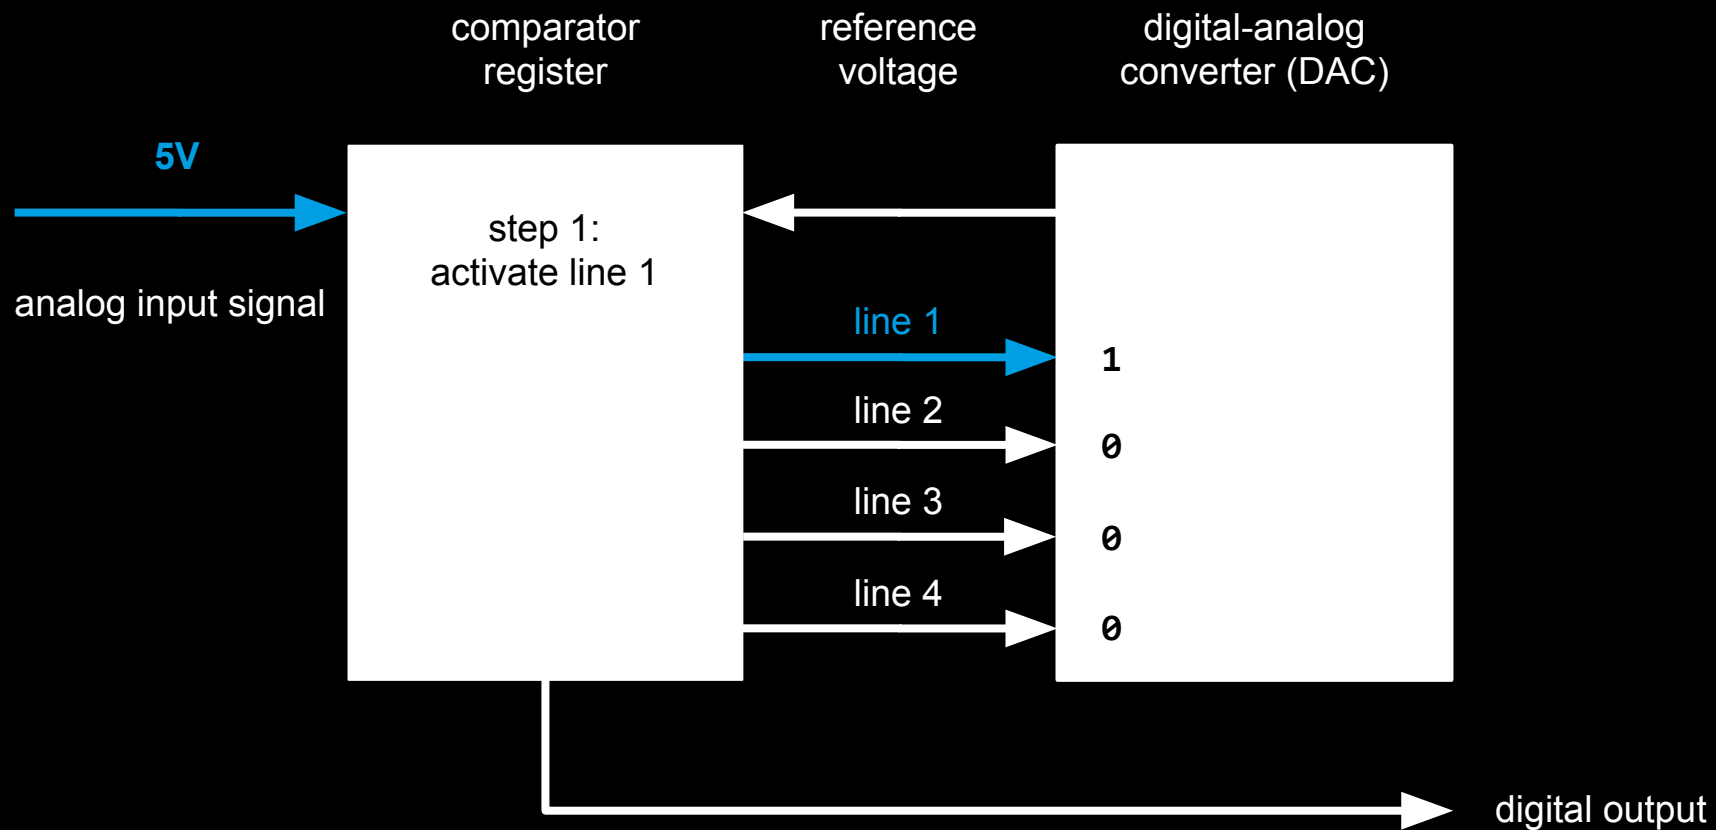 comparator
register
reference
voltage
digital-analog
converter (DAC)
5V
step 1:
activate line 1
analog input signal
line 1
1
line 2
0
line 3
0
line 4
0
digital output